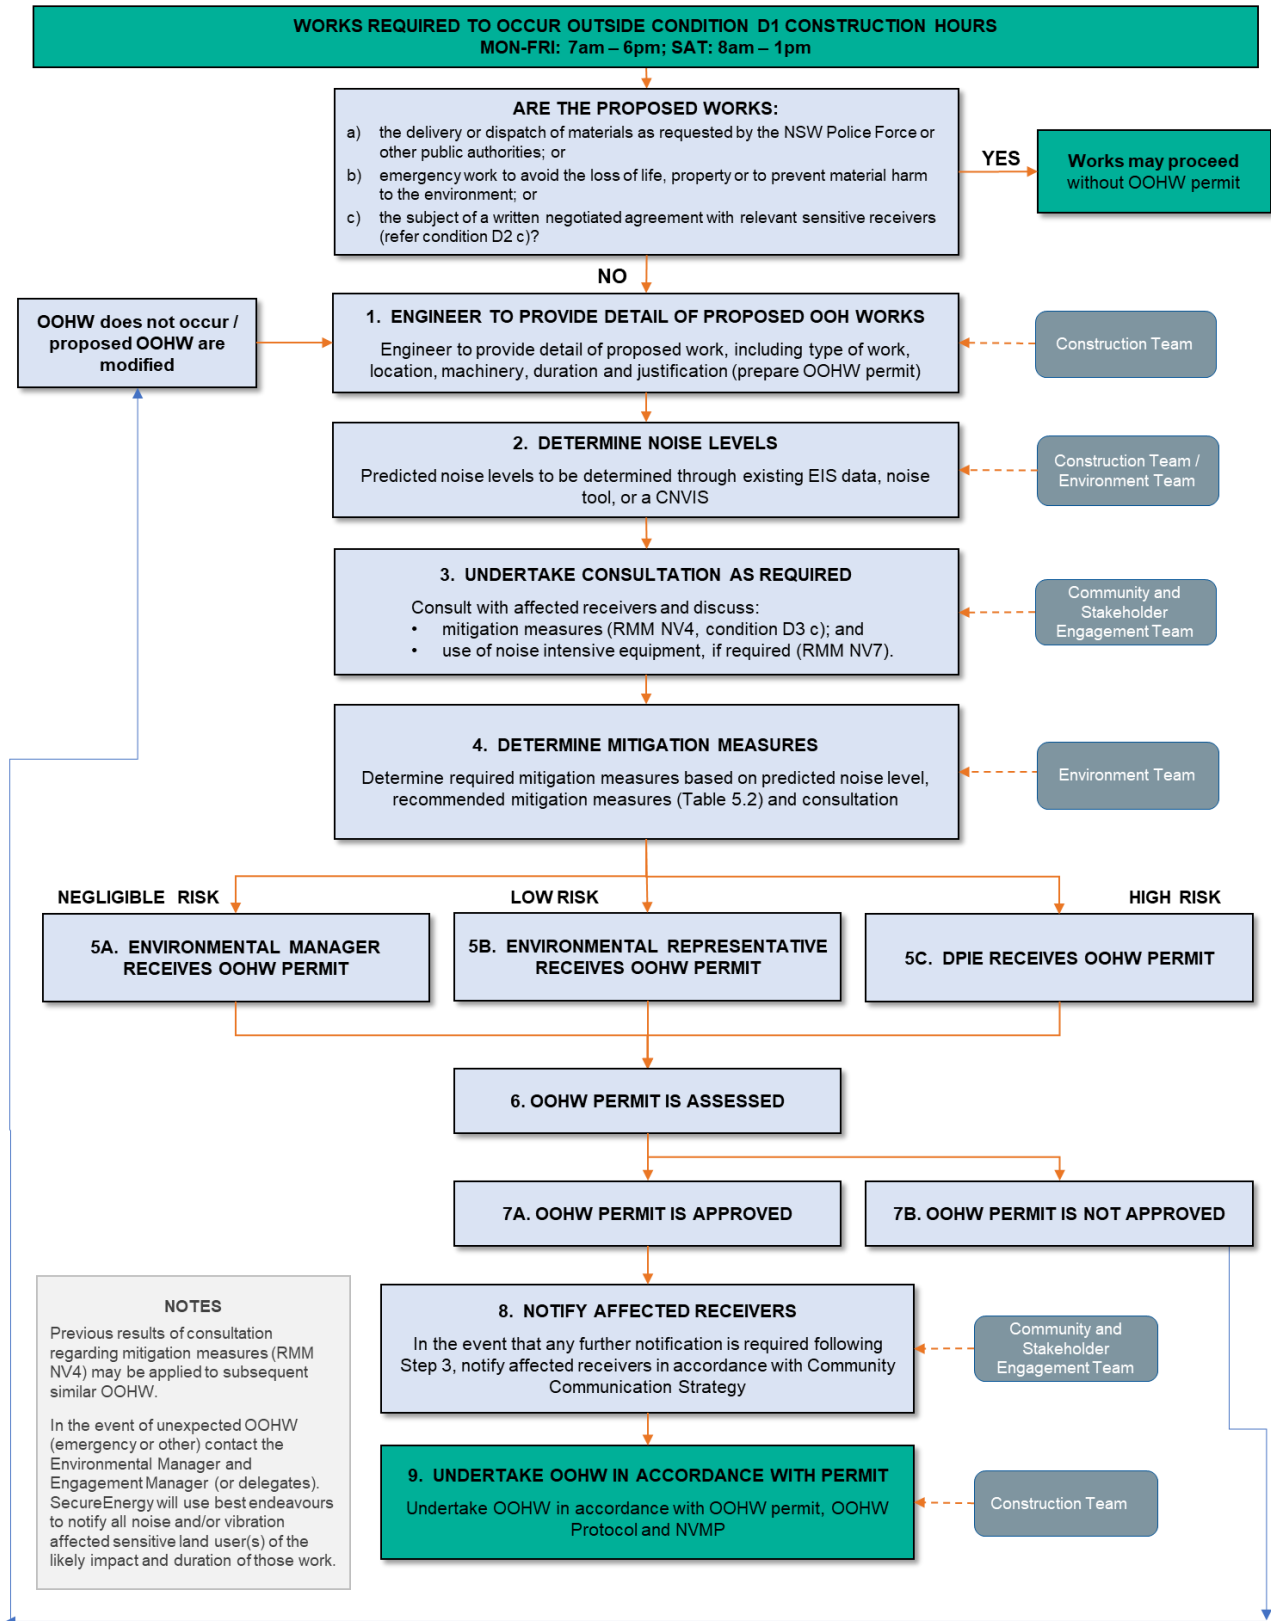 WORKS REQUIRED TO OCCUR OUTSIDE CONDITION D1 CONSTRUCTION HOURS
MON-FRI: 7am – 6pm; SAT: 8am – 1pm
ARE THE PROPOSED WORKS:
a) the delivery or dispatch of materials as requested by the NSW Police Force or
other public authorities; or
b) emergency work to avoid the loss of life, property or to prevent material harm
to the environment; or
c) the subject of a written negotiated agreement with relevant sensitive receivers
(refer condition D2 c)?
YES
Works may proceed
without OOHW permit
NO
OOHW does not occur /
proposed OOHW are
modified
1. ENGINEER TO PROVIDE DETAIL OF PROPOSED OOH WORKS
Engineer to provide detail of proposed work, including type of work,
location, machinery, duration and justification (prepare OOHW permit)
Construction Team
2. DETERMINE NOISE LEVELS
Predicted noise levels to be determined through existing EIS data, noise
tool, or a CNVIS
Construction Team /
Environment Team
3. UNDERTAKE CONSULTATION AS REQUIRED
Consult with affected receivers and discuss:
• mitigation measures (RMM NV4, condition D3 c); and
• use of noise intensive equipment, if required (RMM NV7).
Community and
Stakeholder
Engagement Team
4. DETERMINE MITIGATION MEASURES
Determine required mitigation measures based on predicted noise level,
recommended mitigation measures (Table 5.2) and consultation
Environment Team
NEGLIGIBLE RISK
LOW RISK
HIGH RISK
5A. ENVIRONMENTAL MANAGER
RECEIVES OOHW PERMIT
5B. ENVIRONMENTAL REPRESENTATIVE
RECEIVES OOHW PERMIT
5C. DPIE RECEIVES OOHW PERMIT
6. OOHW PERMIT IS ASSESSED
7A. OOHW PERMIT IS APPROVED
7B. OOHW PERMIT IS NOT APPROVED
8. NOTIFY AFFECTED RECEIVERS
In the event that any further notification is required following
Step 3, notify affected receivers in accordance with Community
Communication Strategy
Community and
Stakeholder
Engagement Team
9. UNDERTAKE OOHW IN ACCORDANCE WITH PERMIT
Undertake OOHW in accordance with OOHW permit, OOHW
Protocol and NVMP
Construction Team
NOTES
Previous results of consultation
regarding mitigation measures (RMM
NV4) may be applied to subsequent
similar OOHW.
In the event of unexpected OOHW
(emergency or other) contact the
Environmental Manager and
Engagement Manager (or delegates).
SecureEnergy will use best endeavours
to notify all noise and/or vibration
affected sensitive land user(s) of the
likely impact and duration of those work.